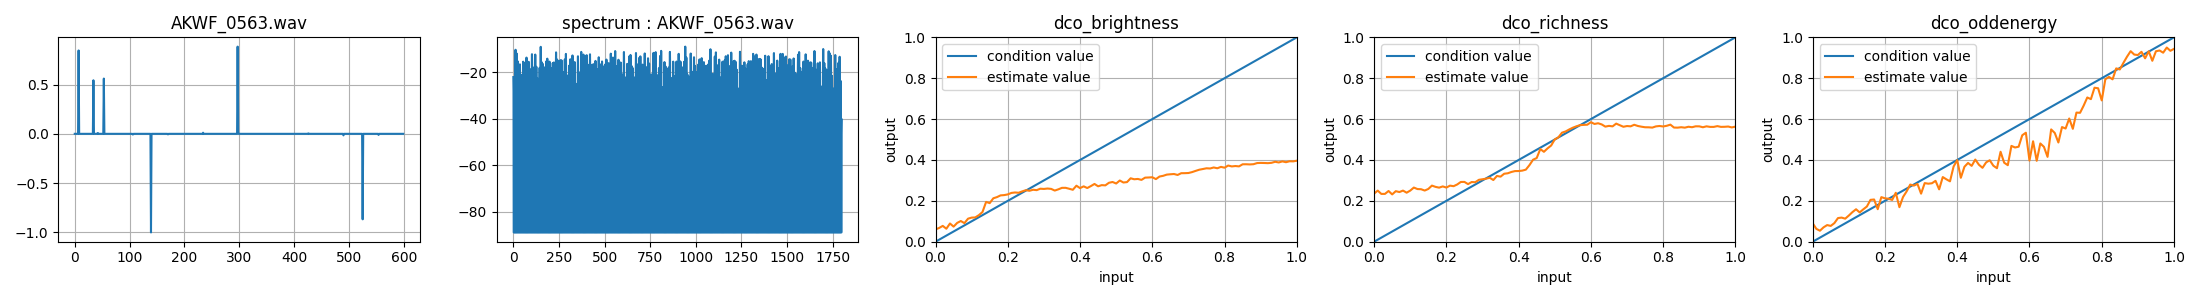 AKWF_0563.wav
0.5
0.0
−0.5
−1.0
0 100 200 300 400 500 600
spectrum : AKWF_0563.wav
−20
−40
−60
−80
0 250 500 750 1000 1250 1500 1750
dco_brightness
condition value
estimate value
output
1.0
0.8
0.6
0.4
0.2
0.0
0.0 0.2 0.4 0.6 0.8 1.0
input
dco_richness
condition value
estimate value
output
1.0
0.8
0.6
0.4
0.2
0.0
0.0 0.2 0.4 0.6 0.8 1.0
input
dco_oddenergy
condition value
estimate value
output
1.0
0.8
0.6
0.4
0.2
0.0
0.0 0.2 0.4 0.6 0.8 1.0
input